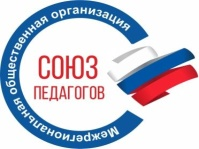 Межрегиональная общественная организация
СОЮЗ
ПЕДАГОГОВ